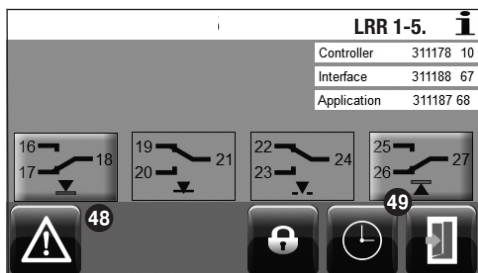 LRR 1-5. i
Controller 311178 10
Interface 311188 67
Application 311187 68
16 17 18
19 20 21
22 23 24
25 26 27
48
49